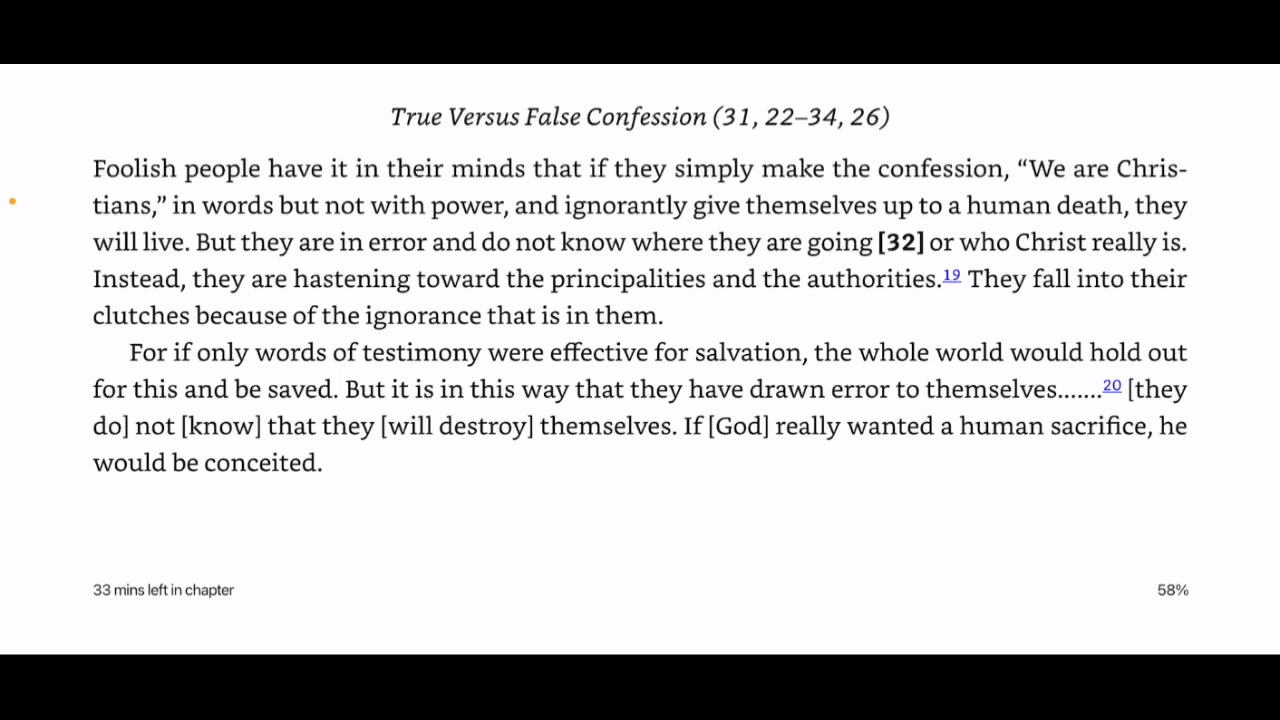 True Versus False Confession (31, 22–34, 26)
Foolish people have it in their minds that if they simply make the confession, “We are Chris-
tians,” in words but not with power, and ignorantly give themselves up to a human death, they
will live. But they are in error and do not know where they are going [32] or who Christ really is.
Instead, they are hastening toward the principalities and the authorities.19 They fall into their
clutches because of the ignorance that is in them.
For if only words of testimony were effective for salvation, the whole world would hold out
for this and be saved. But it is in this way that they have drawn error to themselves.......20 [they
do] not [know] that they [will destroy] themselves. If [God] really wanted a human sacrifice, he
would be conceited.
33 mins left in chapter
58%